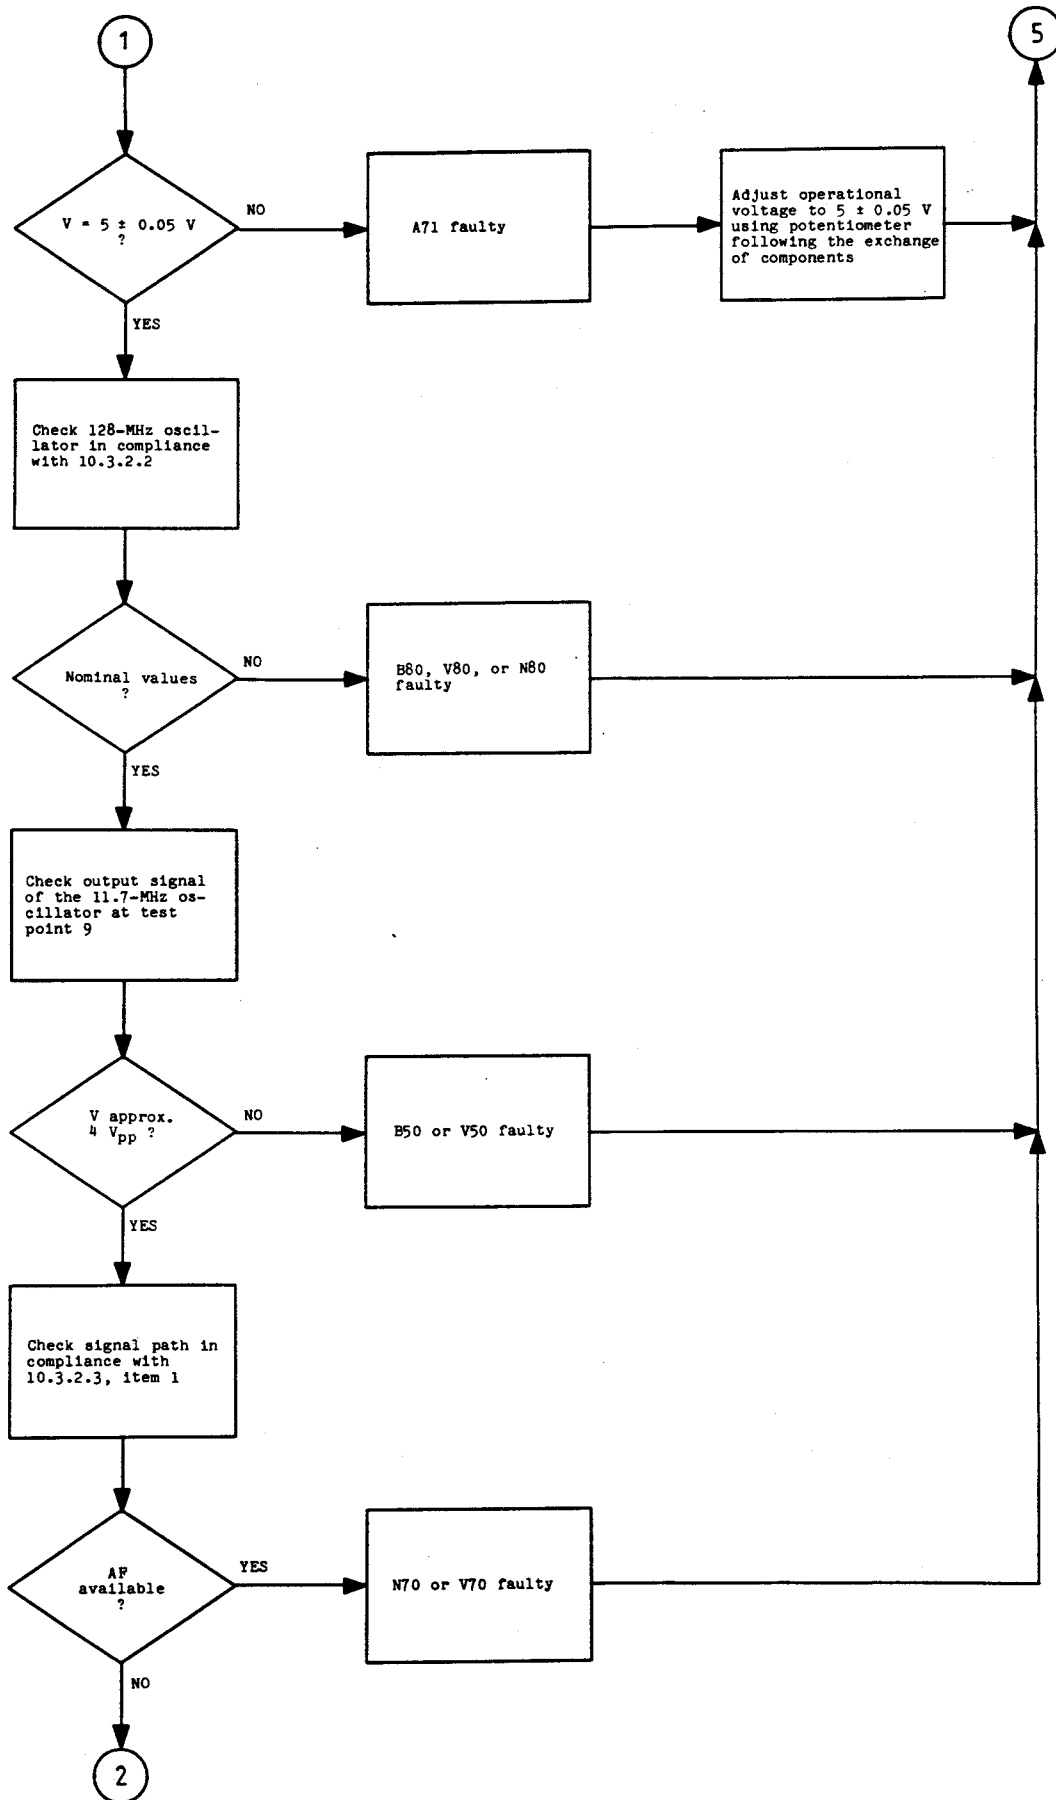 1
5
V = 5 ± 0.05 V
?
NO
A71 faulty
Adjust operational
voltage to 5 ± 0.05 V
using potentiometer
following the exchange
of components
YES
Check 128-MHz oscil-
lator in compliance
with 10.3.2.2
Nominal values
?
NO
B80, V80, or N80
faulty
YES
Check output signal
of the 11.7-MHz os-
cillator at test
point 9
V approx.
4 Vpp ?
NO
B50 or V50 faulty
YES
Check signal path in
compliance with
10.3.2.3, item 1
AF
available
?
YES
N70 or V70 faulty
NO
2